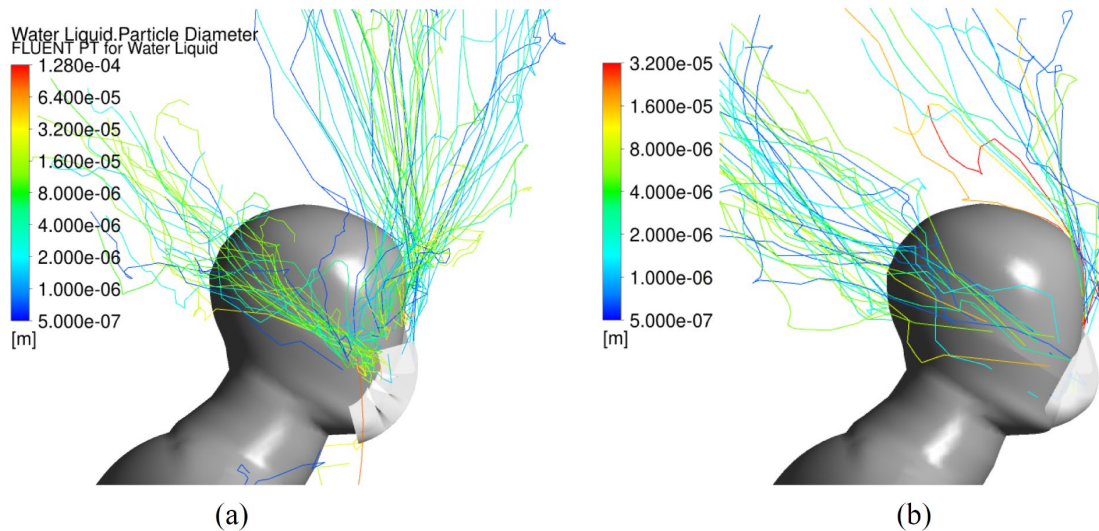 Water Liquid.Particle Diameter
FLUENT PT for Water Liquid
1.280e-04
6.400e-05
3.200e-05
1.600e-05
8.000e-06
4.000e-06
2.000e-06
1.000e-06
5.000e-07
[m]
3.200e-05
1.600e-05
8.000e-06
4.000e-06
2.000e-06
1.000e-06
5.000e-07
[m]
(a)
(b)